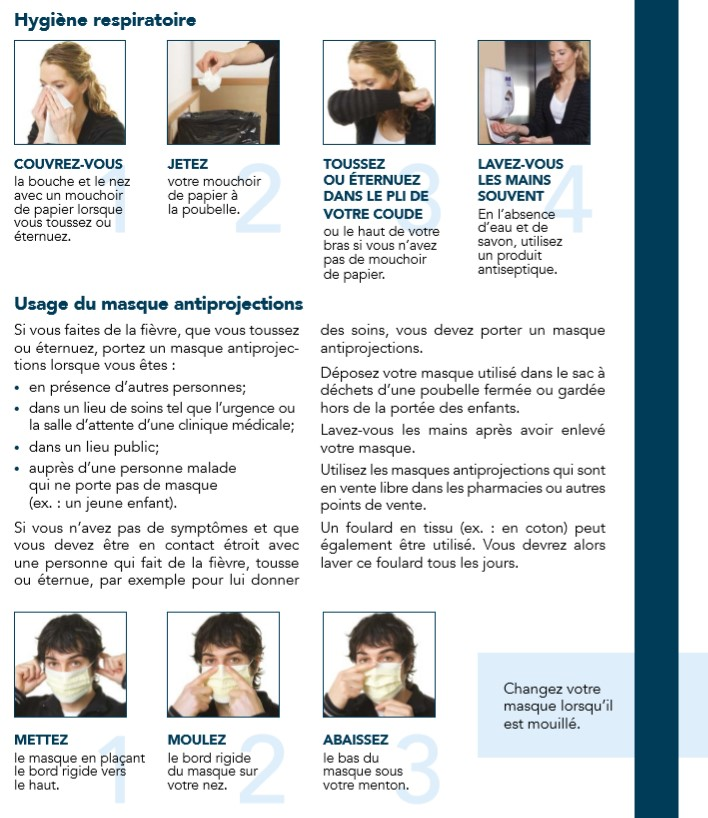 Hygiène respiratoire
1
COUVREZ-VOUS
la bouche et le nez
avec un mouchoir
de papier lorsque
vous toussez ou
éternuez.
2
JETEZ
votre mouchoir
de papier à
la poubelle.
3
TOUSSEZ
OU ÉTERNUEZ
DANS LE PLI DE
VOTRE COUDE
ou le haut de votre
bras si vous n’avez
pas de mouchoir
de papier.
4
LAVEZ-VOUS
LES MAINS
SOUVENT
En l’absence
d’eau et de
savon, utilisez
un produit
antiseptique.
Usage du masque antiprojections
Si vous faites de la fièvre, que vous toussez
ou éternuez, portez un masque antiprojec-
tions lorsque vous êtes :
• en présence d’autres personnes;
• dans un lieu de soins tel que l’urgence ou
la salle d’attente d’une clinique médicale;
• dans un lieu public;
• auprès d’une personne malade
qui ne porte pas de masque
(ex. : un jeune enfant).
Si vous n’avez pas de symptômes et que
vous devez être en contact étroit avec
une personne qui fait de la fièvre, tousse
ou éternue, par exemple pour lui donner
des soins, vous devez porter un masque
antiprojections.
Déposez votre masque utilisé dans le sac à
déchets d’une poubelle fermée ou gardée
hors de la portée des enfants.
Lavez-vous les mains après avoir enlevé
votre masque.
Utilisez les masques antiprojections qui sont
en vente libre dans les pharmacies ou autres
points de vente.
Un foulard en tissu (ex. : en coton) peut
également être utilisé. Vous devrez alors
laver ce foulard tous les jours.
1
METTEZ
le masque en plaçant
le bord rigide vers
le haut.
2
MOULEZ
le bord rigide
du masque sur
votre nez.
3
ABAISSEZ
le bas du
masque sous
votre menton.
Changez votre
masque lorsqu’il
est mouillé.